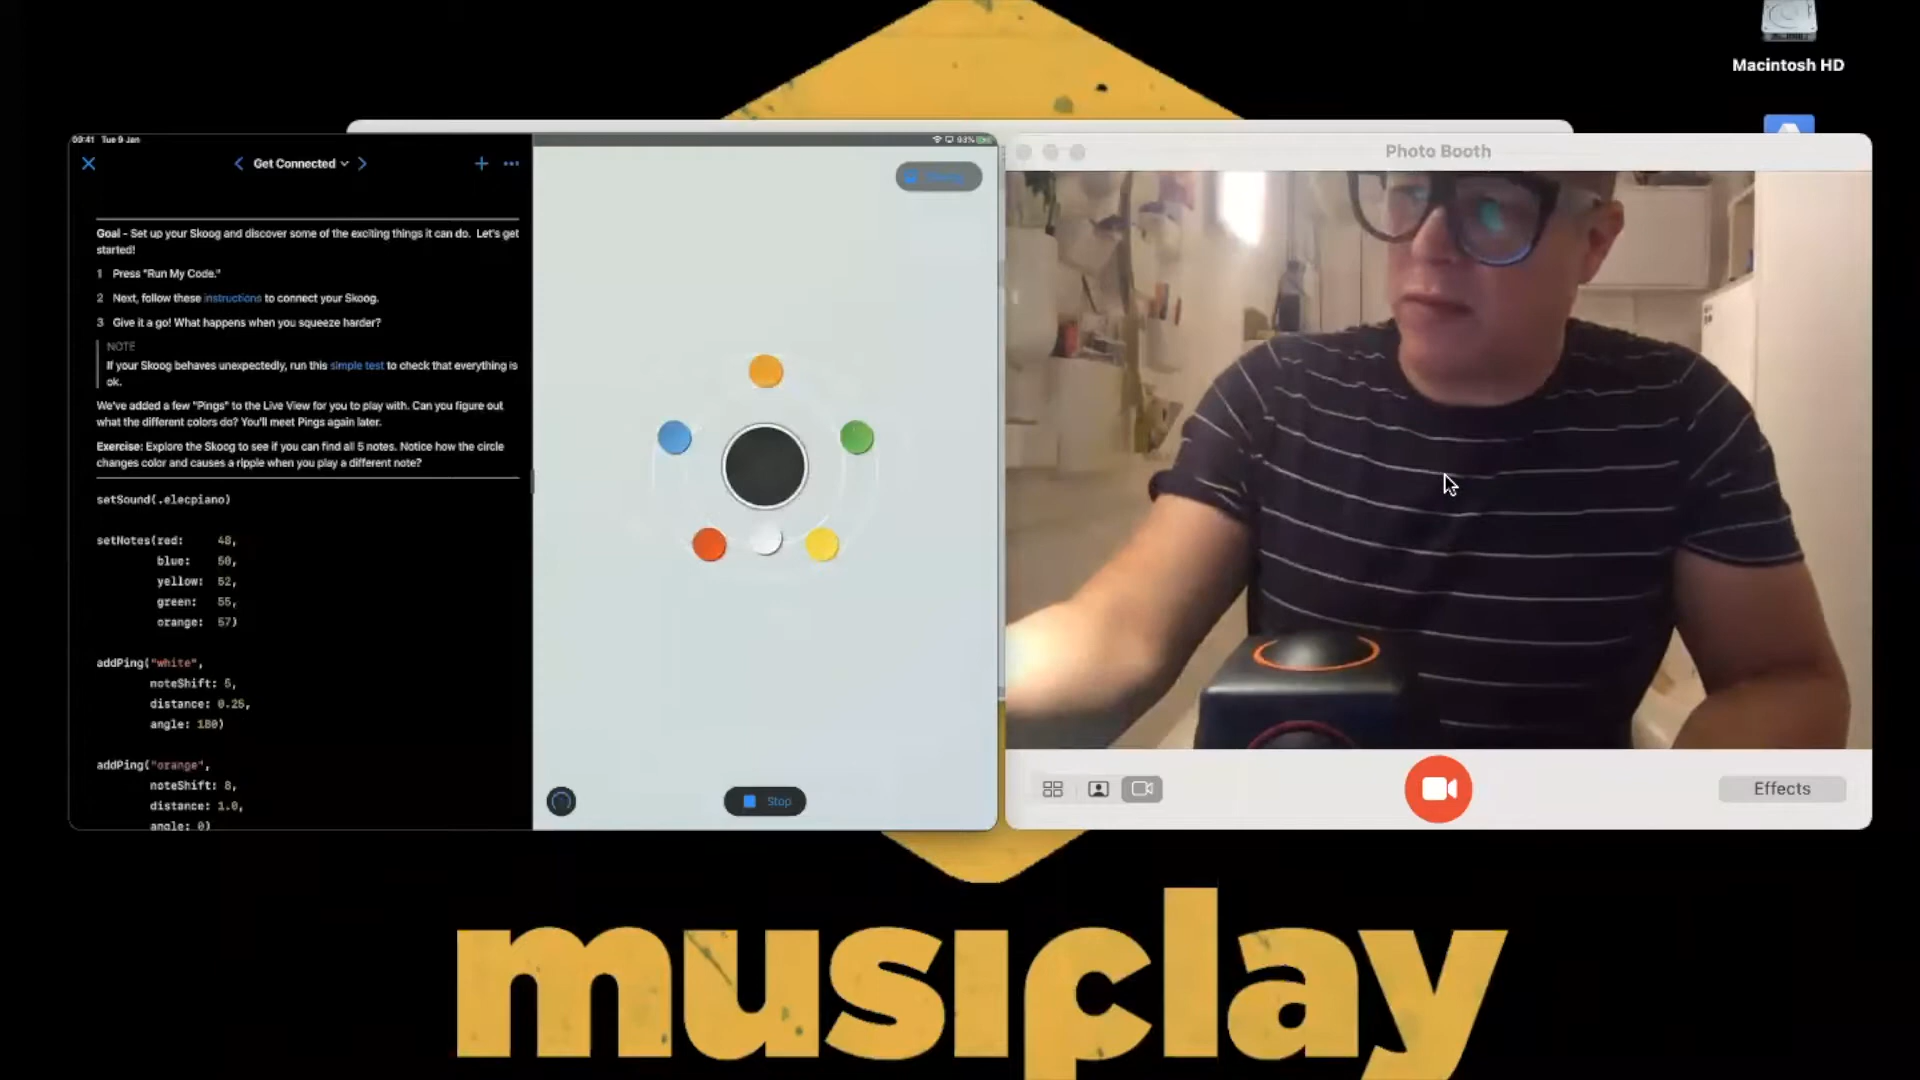 Macintosh HD
09:41 Tue 9 Jan
93%
Get Connected
Photo Booth
Goal - Set up your Skoog and discover some of the exciting things it can do. Let's get
started!
1 Press "Run My Code."
2 Next, follow these instructions to connect your Skoog.
3 Give it a go! What happens when you squeeze harder?
NOTE
If your Skoog behaves unexpectedly, run this simple test to check that everything is
ok.
We've added a few "Pings" to the Live View for you to play with. Can you figure out
what the different colors do? You'll meet Pings again later.
Exercise: Explore the Skoog to see if you can find all 5 notes. Notice how the circle
changes color and causes a ripple when you play a different note?
setSound(.elecpiano)
setNotes(red: 48,
blue: 50,
yellow: 52,
green: 55,
orange: 57)
addPing("white",
noteShift: 5,
distance: 0.25,
angle: 180)
addPing("orange",
noteShift: 8,
distance: 1.0,
angle: 0)
Stop
Effects
musiplay